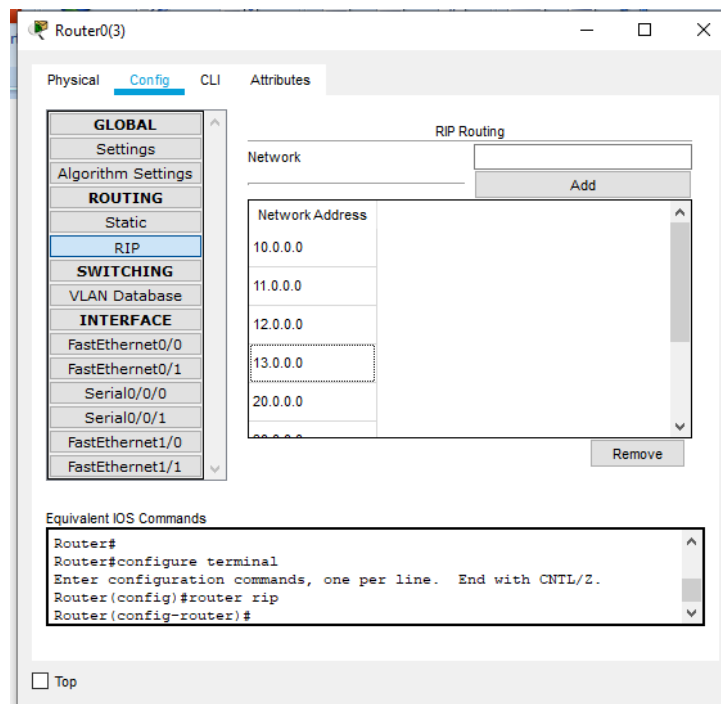 Router0(3)
Physical Config CLI Attributes
GLOBAL
Settings
Algorithm Settings
ROUTING
Static
RIP
SWITCHING
VLAN Database
INTERFACE
FastEthernet0/0
FastEthernet0/1
Serial0/0/0
Serial0/0/1
FastEthernet1/0
FastEthernet1/1
RIP Routing
Network
Add
Network Address
10.0.0.0
11.0.0.0
12.0.0.0
13.0.0.0
20.0.0.0
Remove
Equivalent IOS Commands
Router#
Router#configure terminal
Enter configuration commands, one per line. End with CNTL/Z.
Router(config)#router rip
Router(config-router)#
Top